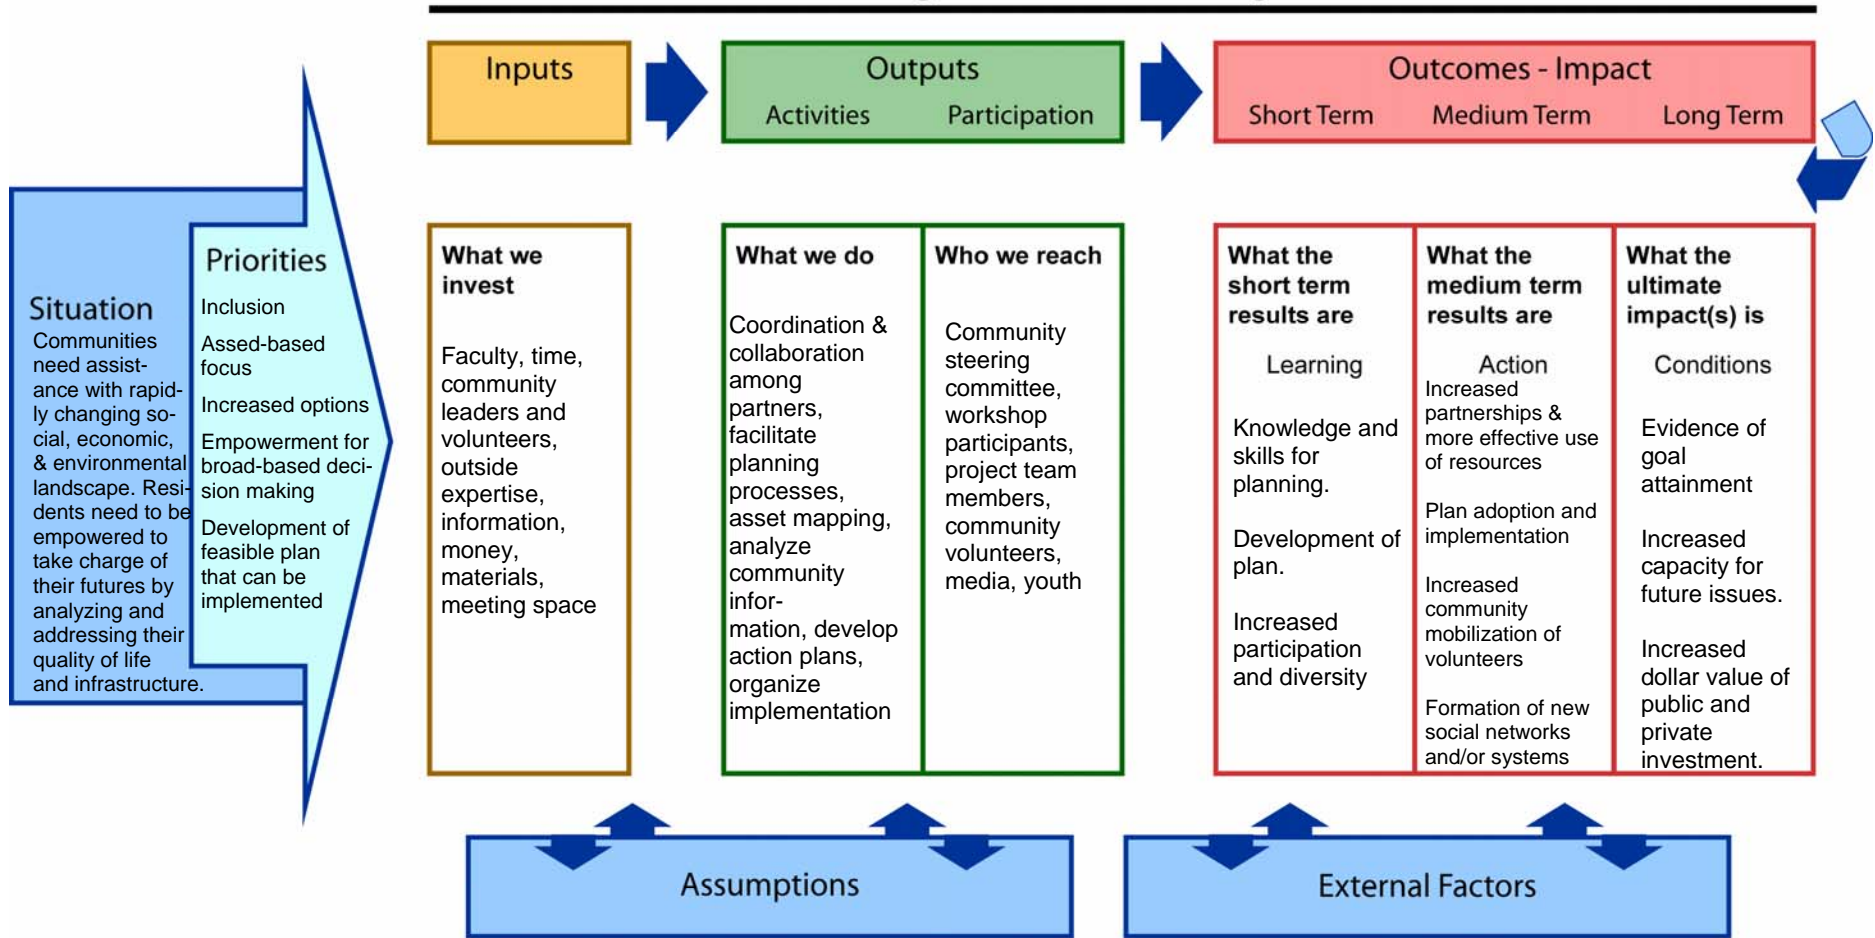 Inputs
Outputs
Activities Participation
Outcomes - Impact
Short Term Medium Term Long Term
Situation
Communities
need assist-
ance with rapid-
ly changing so-
cial, economic,
& environmental
landscape. Resi-
dents need to be
empowered to
take charge of
their futures by
analyzing and
addressing their
quality of life
and infrastructure.
Priorities
Inclusion
Assed-based
focus
Increased options
Empowerment for
broad-based deci-
sion making
Development of
feasible plan
that can be
implemented
What we
invest
Faculty, time,
community
leaders and
volunteers,
outside
expertise,
information,
money,
materials,
meeting space
What we do
Coordination &
collaboration
among
partners,
facilitate
planning
processes,
asset mapping,
analyze
community
infor-
mation, develop
action plans,
organize
implementation
Who we reach
Community
steering
committee,
workshop
participants,
project team
members,
community
volunteers,
media, youth
What the
short term
results are
Learning
Knowledge and
skills for
planning.
Development of
plan.
Increased
participation
and diversity
What the
medium term
results are
Action
Increased
partnerships &
more effective use
of resources
Plan adoption and
implementation
Increased
community
mobilization of
volunteers
Formation of new
social networks
and/or systems
What the
ultimate
impact(s) is
Conditions
Evidence of
goal
attainment
Increased
capacity for
future issues.
Increased
dollar value of
public and
private
investment.
Assumptions
External Factors